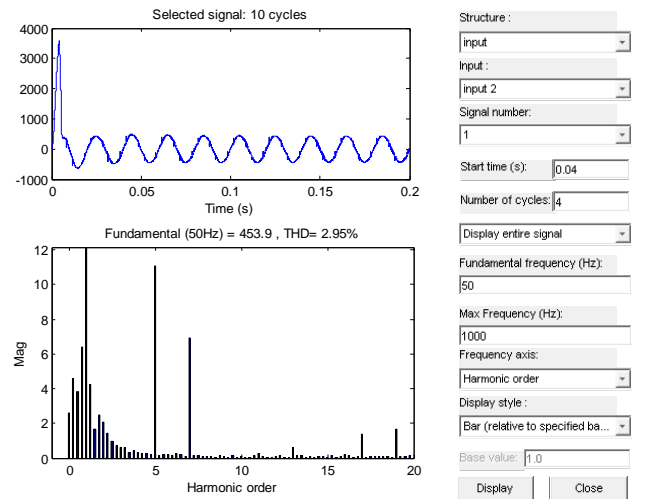 Selected signal: 10 cycles
4000
3000
2000
1000
0
-1000
0
0.05
0.1
0.15
0.2
Time (s)
Fundamental (50Hz) = 453.9 , THD= 2.95%
12
10
8
6
4
2
0
Mag
0
5
10
15
20
Harmonic order
Structure :
input
Input :
input 2
Signal number:
1
Start time (s): 0.04
Number of cycles: 4
Display entire signal
Fundamental frequency (Hz):
50
Max Frequency (Hz):
1000
Frequency axis:
Harmonic order
Display style :
Bar (relative to specified ba...
Base value: 1.0
Display
Close